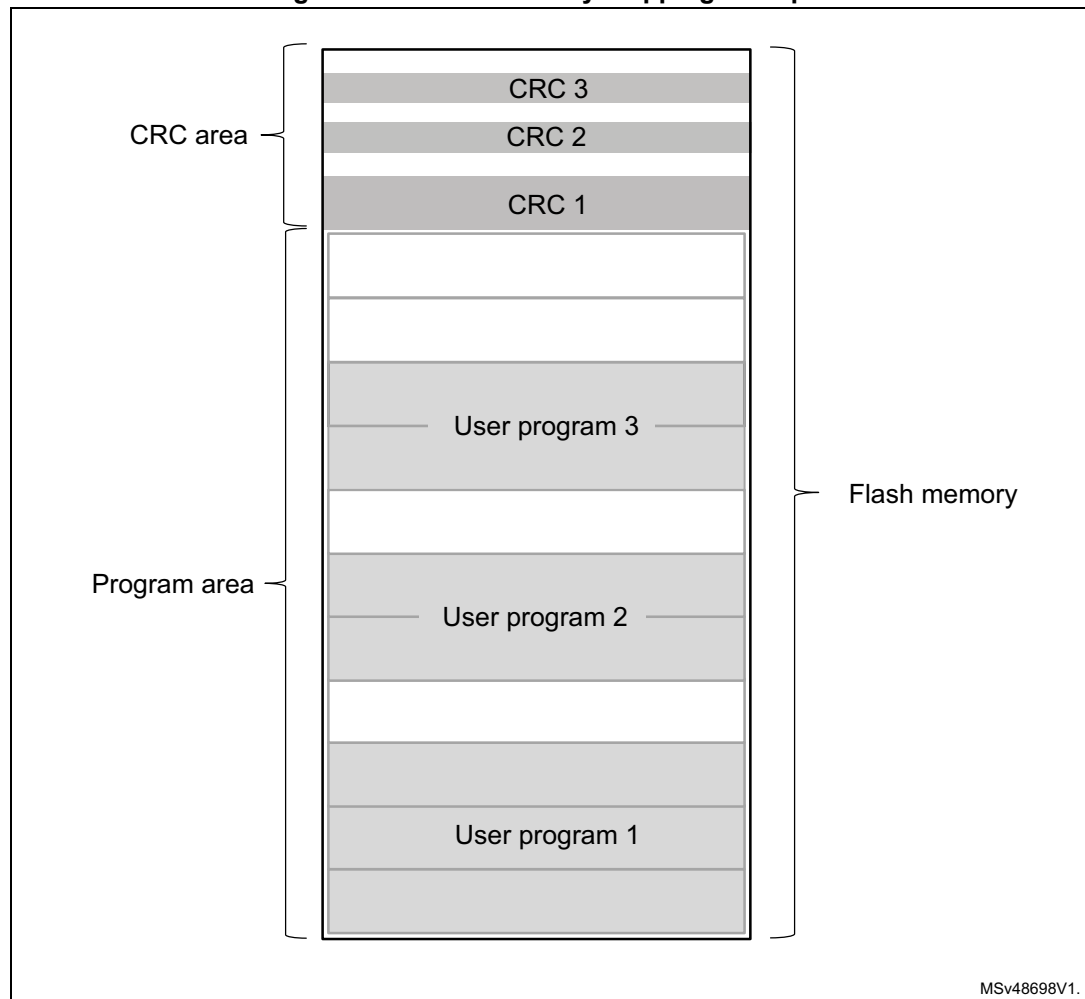 CRC 3
CRC area
CRC 2
CRC 1
User program 3
Flash memory
Program area
User program 2
User program 1
MSv48698V1.